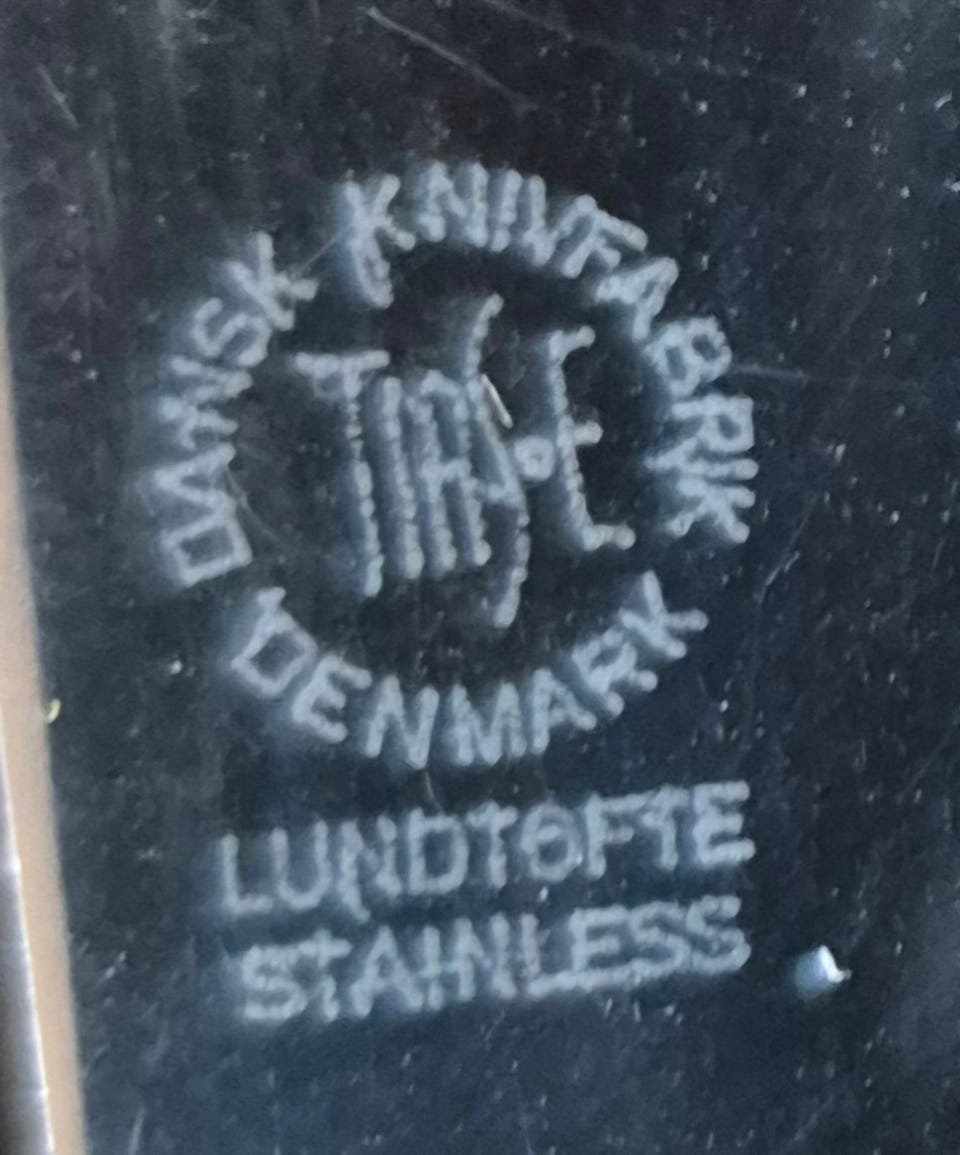 DANSK KNIVFABRIK
DENMARK
LUNDTOFTE
STAINLESS